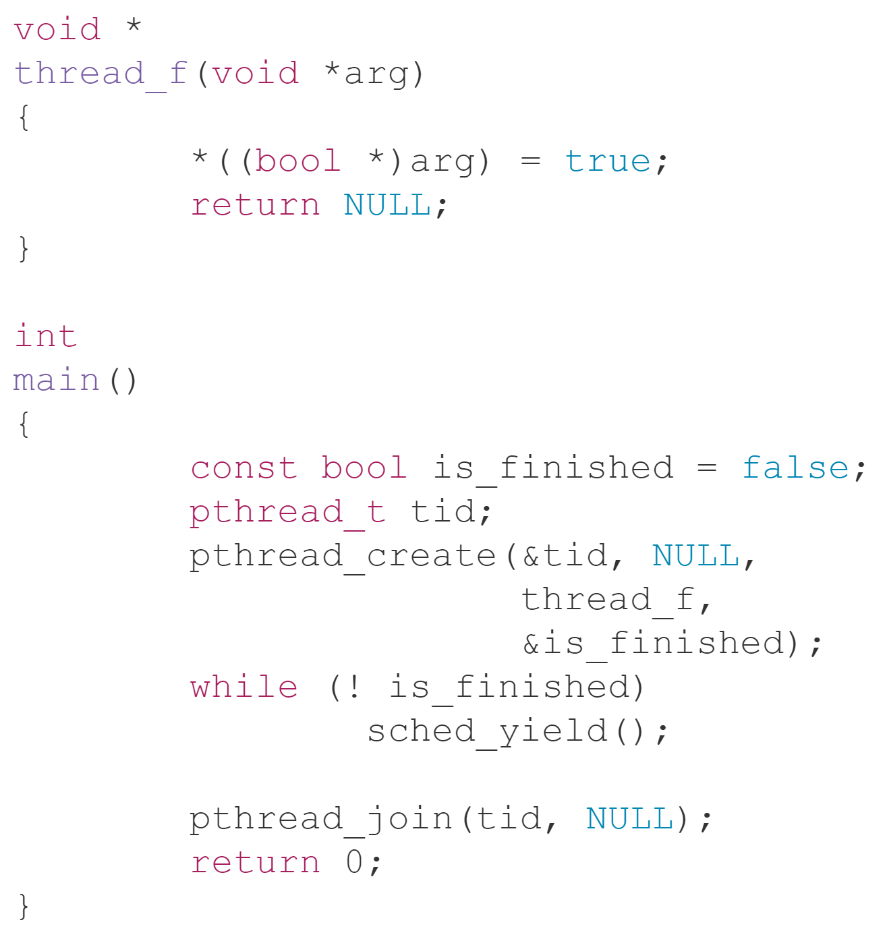 void *
thread_f(void *arg)
{
        *((bool *)arg) = true;
        return NULL;
}

int
main()
{
        const bool is_finished = false;
        pthread_t tid;
        pthread_create(&tid, NULL,
                       thread_f,
                       &is_finished);
        while (! is_finished)
                sched_yield();

        pthread_join(tid, NULL);
        return 0;
}